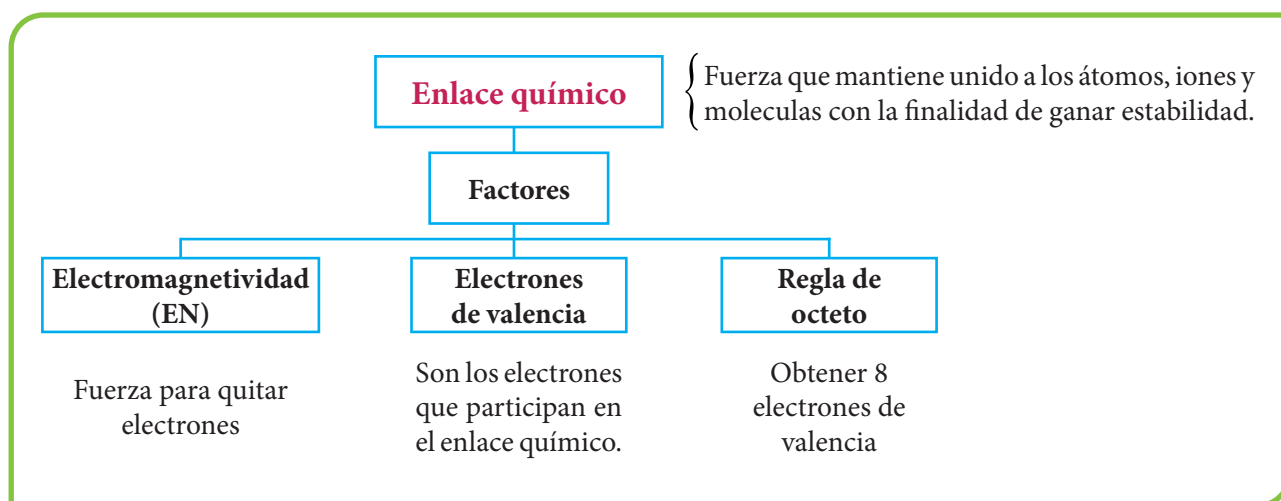 Enlace químico
Fuerza que mantiene unido a los átomos, iones y
moleculas con la finalidad de ganar estabilidad.
Factores
Electromagnetividad
(EN)
Fuerza para quitar
electrones
Electrones
de valencia
Son los electrones
que participan en
el enlace químico.
Regla de
octeto
Obtener 8
electrones de
valencia